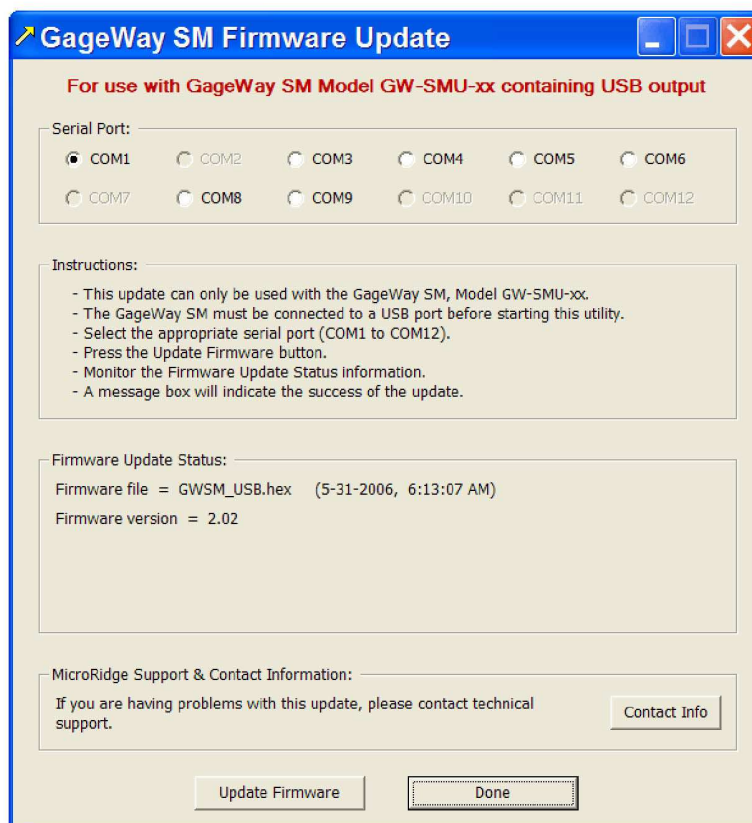 GageWay SM Firmware Update
For use with GageWay SM Model GW-SMU-xx containing USB output
Serial Port:
COM1 COM2 COM3 COM4 COM5 COM6
COM7 COM8 COM9 COM10 COM11 COM12
Instructions:
- This update can only be used with the GageWay SM, Model GW-SMU-xx.
- The GageWay SM must be connected to a USB port before starting this utility.
- Select the appropriate serial port (COM1 to COM12).
- Press the Update Firmware button.
- Monitor the Firmware Update Status information.
- A message box will indicate the success of the update.
Firmware Update Status:
Firmware file = GWSM_USB.hex (5-31-2006, 6:13:07 AM)
Firmware version = 2.02
MicroRidge Support & Contact Information:
If you are having problems with this update, please contact technical
support.
Contact Info
Update Firmware Done